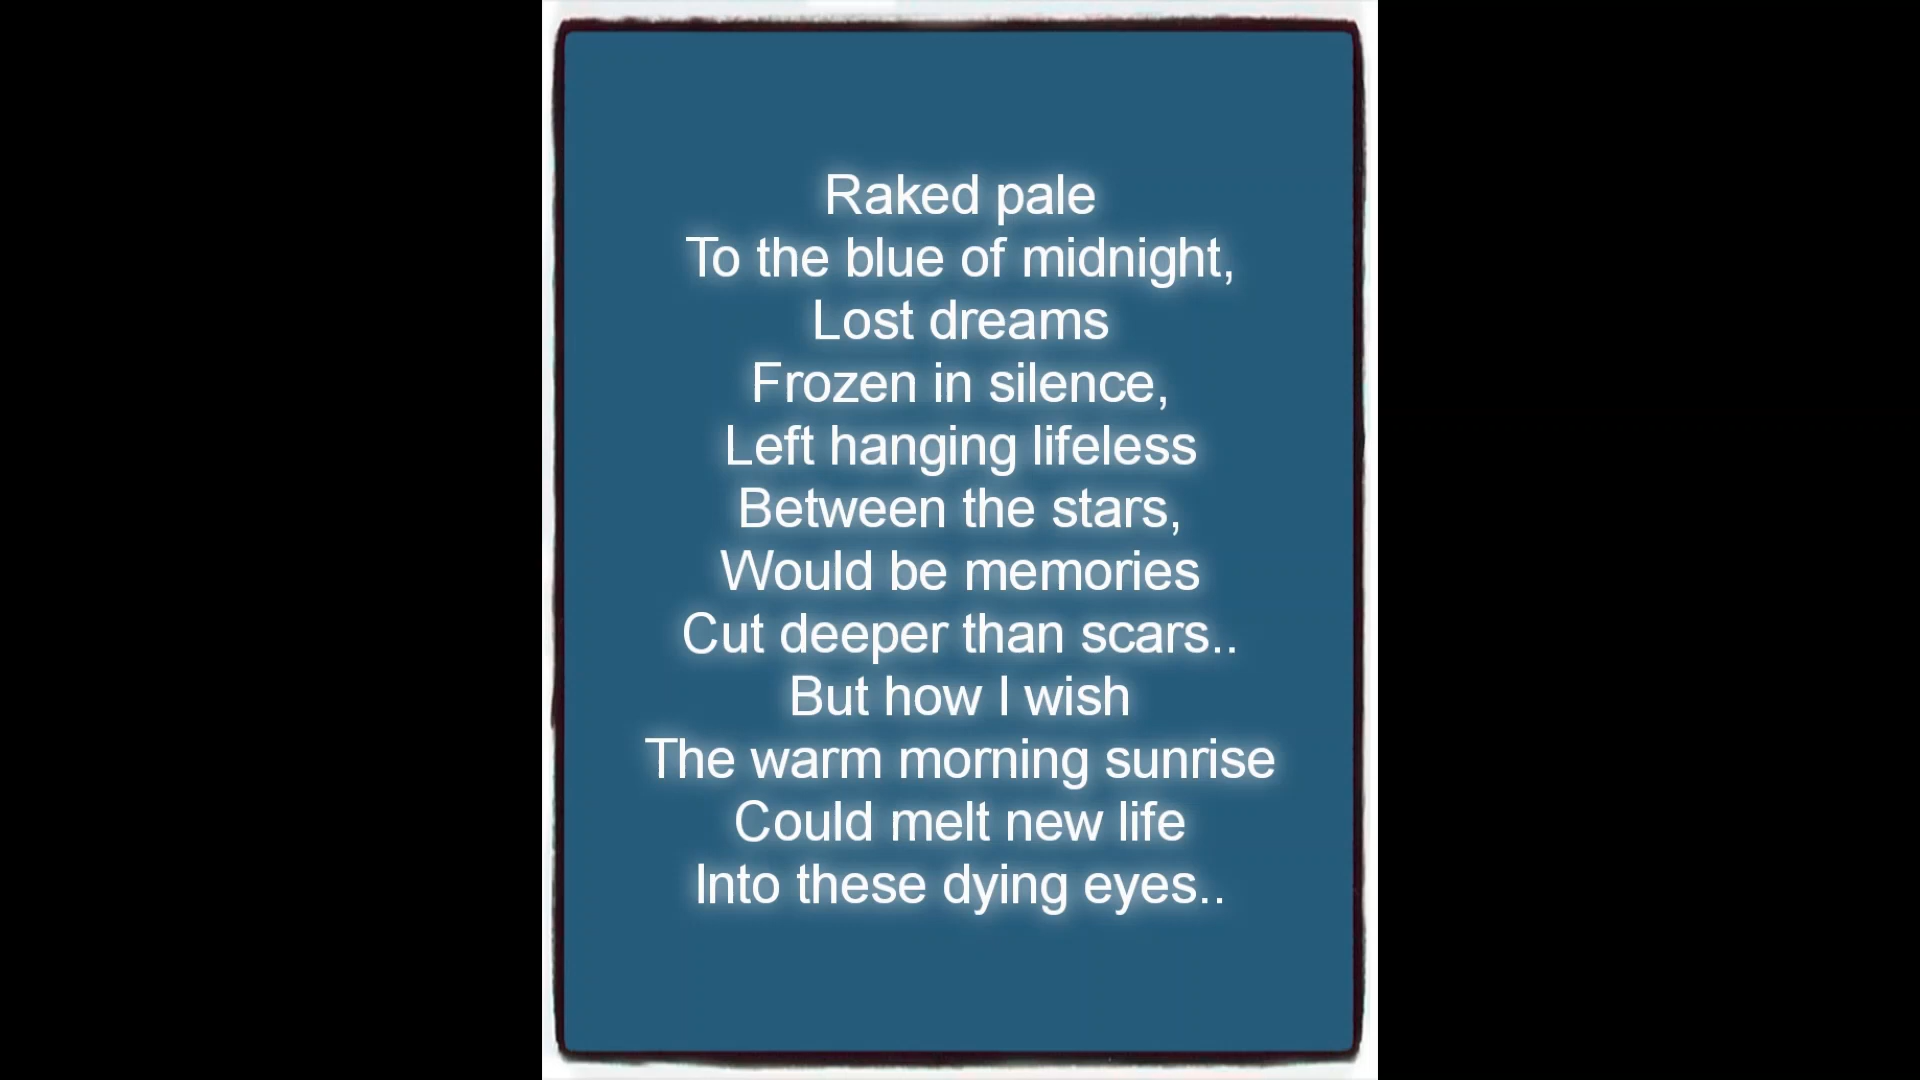 Raked pale
To the blue of midnight,
Lost dreams
Frozen in silence,
Left hanging lifeless
Between the stars,
Would be memories
Cut deeper than scars..
But how I wish
The warm morning sunrise
Could melt new life
Into these dying eyes..